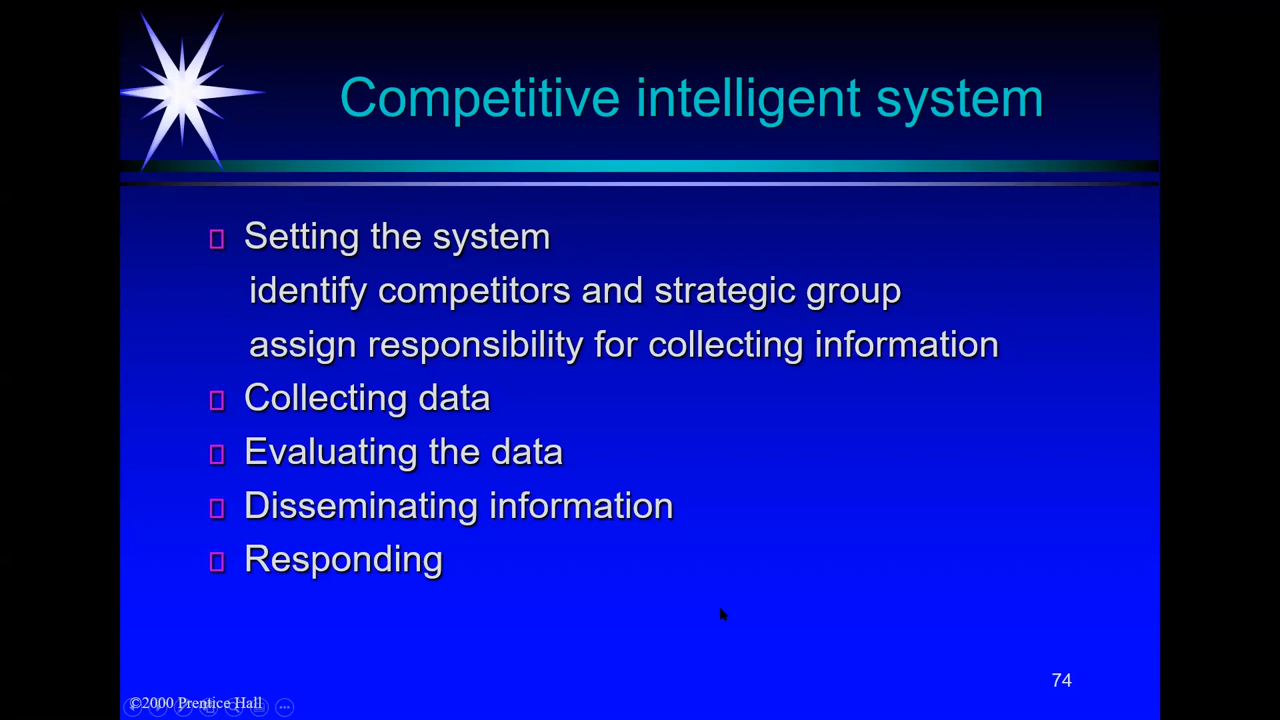 Competitive intelligent system
Setting the system
identify competitors and strategic group
assign responsibility for collecting information
Collecting data
Evaluating the data
Disseminating information
Responding
74
©2000 Prentice Hall